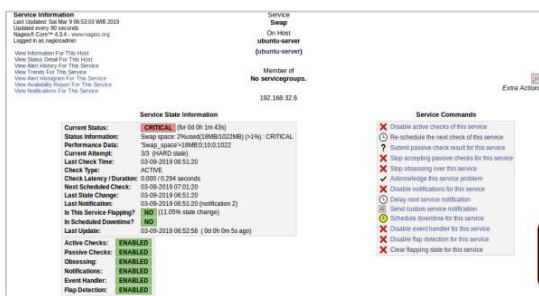 Service Information
Last Updated: Sat Mar 9 06:53:03 WIB 2019
Updated every 90 seconds
Nagios® Core™ 4.3.4 - www.nagios.org
Logged in as nagiosadmin
View Information For This Host
View Status Detail For This Host
View Alert History For This Service
View Trends For This Service
View Alert Histogram For This Service
View Availability Report For This Service
View Notifications For This Service
Service
Swap
On Host
ubuntu-server
(ubuntu-server)
Member of
No servicegroups.
192.168.32.6
Extra Actions
Service State Information
Current Status: CRITICAL (for 0d 0h 1m 43s)
Status Information: Swap space: 2%used(18MB/1022MB) (>1%) : CRITICAL
Performance Data: 'Swap_space'=18MB;0;10;0;1022
Current Attempt: 3/3 (HARD state)
Last Check Time: 03-09-2019 06:51:20
Check Type: ACTIVE
Check Latency / Duration: 0.000 / 0.294 seconds
Next Scheduled Check: 03-09-2019 07:01:20
Last State Change: 03-09-2019 06:51:20
Last Notification: 03-09-2019 06:51:20 (notification 2)
Is This Service Flapping? NO (11.05% state change)
In Scheduled Downtime? NO
Last Update: 03-09-2019 06:52:58 ( 0d 0h 0m 5s ago)
Active Checks: ENABLED
Passive Checks: ENABLED
Obsessing: ENABLED
Notifications: ENABLED
Event Handler: ENABLED
Flap Detection: ENABLED
Service Commands
Disable active checks of this service
Re-schedule the next check of this service
Submit passive check result for this service
Stop accepting passive checks for this service
Stop obsessing over this service
Acknowledge this service problem
Disable notifications for this service
Delay next service notification
Send custom service notification
Schedule downtime for this service
Disable event handler for this service
Disable flap detection for this service
Clear flapping state for this service